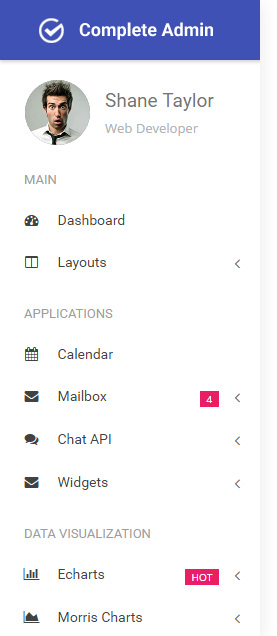 Complete Admin
Shane Taylor
Web Developer
MAIN
Dashboard
Layouts
APPLICATIONS
Calendar
Mailbox 4
Chat API
Widgets
DATA VISUALIZATION
Echarts HOT
Morris Charts